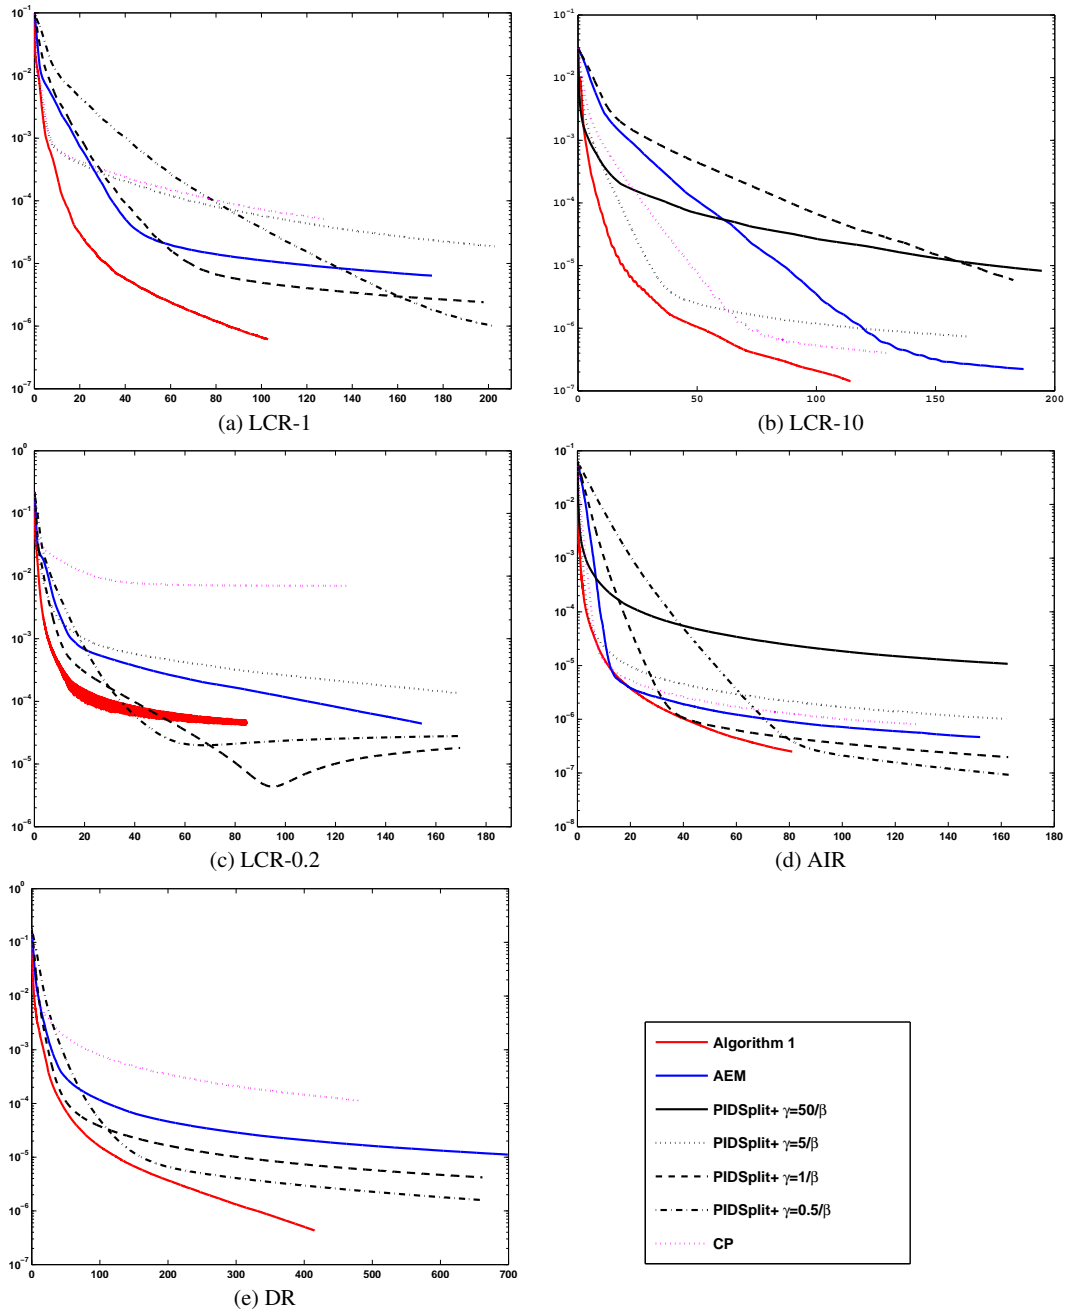 10⁻¹
10⁻²
10⁻³
10⁻⁴
10⁻⁵
10⁻⁶
10⁻⁷
0 20 40 60 80 100 120 140 160 180 200
(a) LCR-1
10⁻¹
10⁻²
10⁻³
10⁻⁴
10⁻⁵
10⁻⁶
10⁻⁷
0 50 100 150 200
(b) LCR-10
10⁰
10⁻¹
10⁻²
10⁻³
10⁻⁴
10⁻⁵
10⁻⁶
0 20 40 60 80 100 120 140 160 180
(c) LCR-0.2
10⁻¹
10⁻²
10⁻³
10⁻⁴
10⁻⁵
10⁻⁶
10⁻⁷
10⁻⁸
0 20 40 60 80 100 120 140 160 180
(d) AIR
10⁰
10⁻¹
10⁻²
10⁻³
10⁻⁴
10⁻⁵
10⁻⁶
10⁻⁷
0 100 200 300 400 500 600 700
(e) DR
Algorithm 1
AEM
PIDSplit+ γ=50/β
PIDSplit+ γ=5/β
PIDSplit+ γ=1/β
PIDSplit+ γ=0.5/β
CP